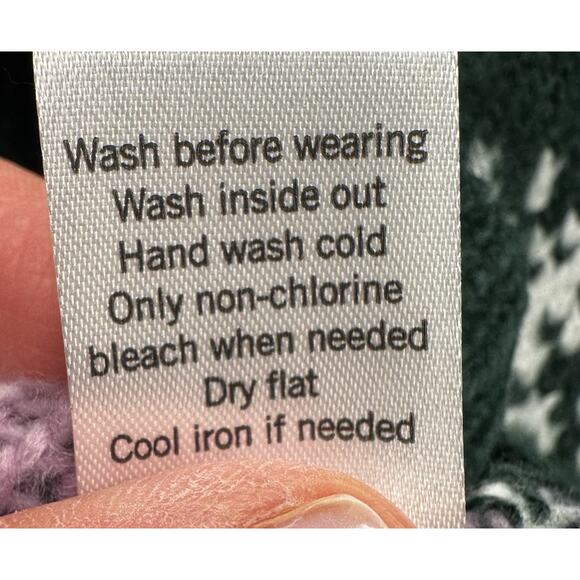 Wash before wearing
Wash inside out
Hand wash cold
Only non-chlorine
bleach when needed
Dry flat
Cool iron if needed